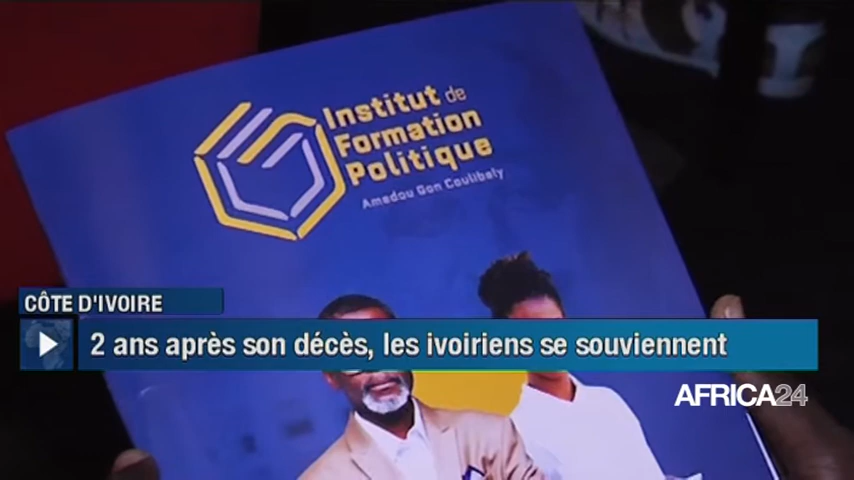 Institut de
Formation
Politique
Amadou Gon Coulibaly
CÔTE D'IVOIRE
2 ans après son décès, les ivoiriens se souviennent
AFRICA24